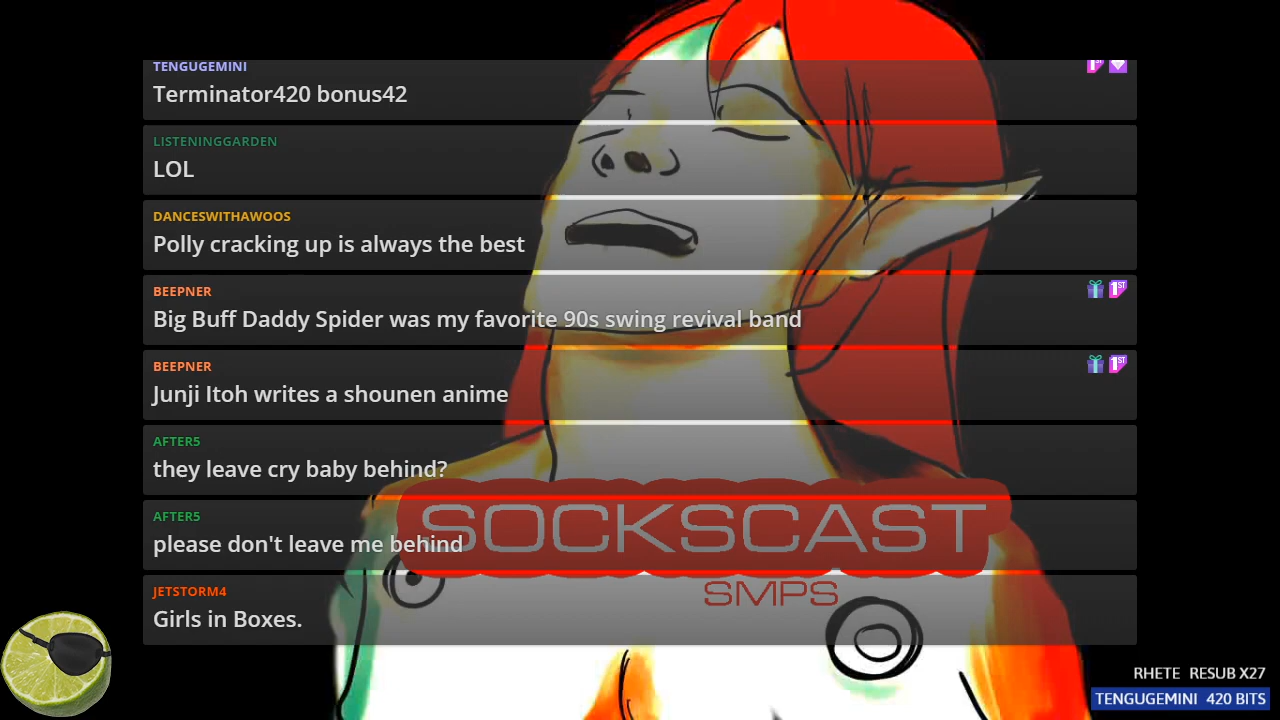 TENGUGEMINI
Terminator420 bonus42
LISTENINGGARDEN
LOL
DANCESWITHAWOOS
Polly cracking up is always the best
BEEPNER
Big Buff Daddy Spider was my favorite 90s swing revival band
BEEPNER
Junji Itoh writes a shounen anime
AFTER5
they leave cry baby behind?
AFTER5
please don't leave me behind
SOCKSCAST
SMPS
JETSTORM4
Girls in Boxes.
RHETE RESUB X27
TENGUGEMINI 420 BITS